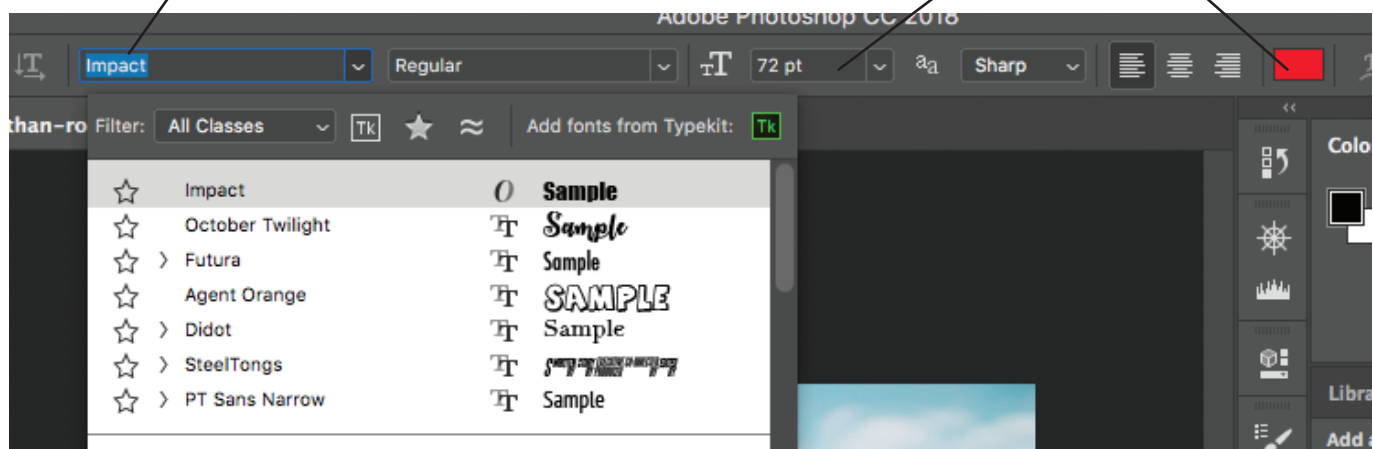 Adobe Photoshop CC 2018
Impact Regular 72 pt Sharp
than-ro Filter: All Classes Tk Add fonts from Typekit: Tk
Colo
Impact Sample
October Twilight Sample
Futura Sample
Agent Orange SAMPLE
Didot Sample
SteelTongs
PT Sans Narrow Sample
Libra
Add a